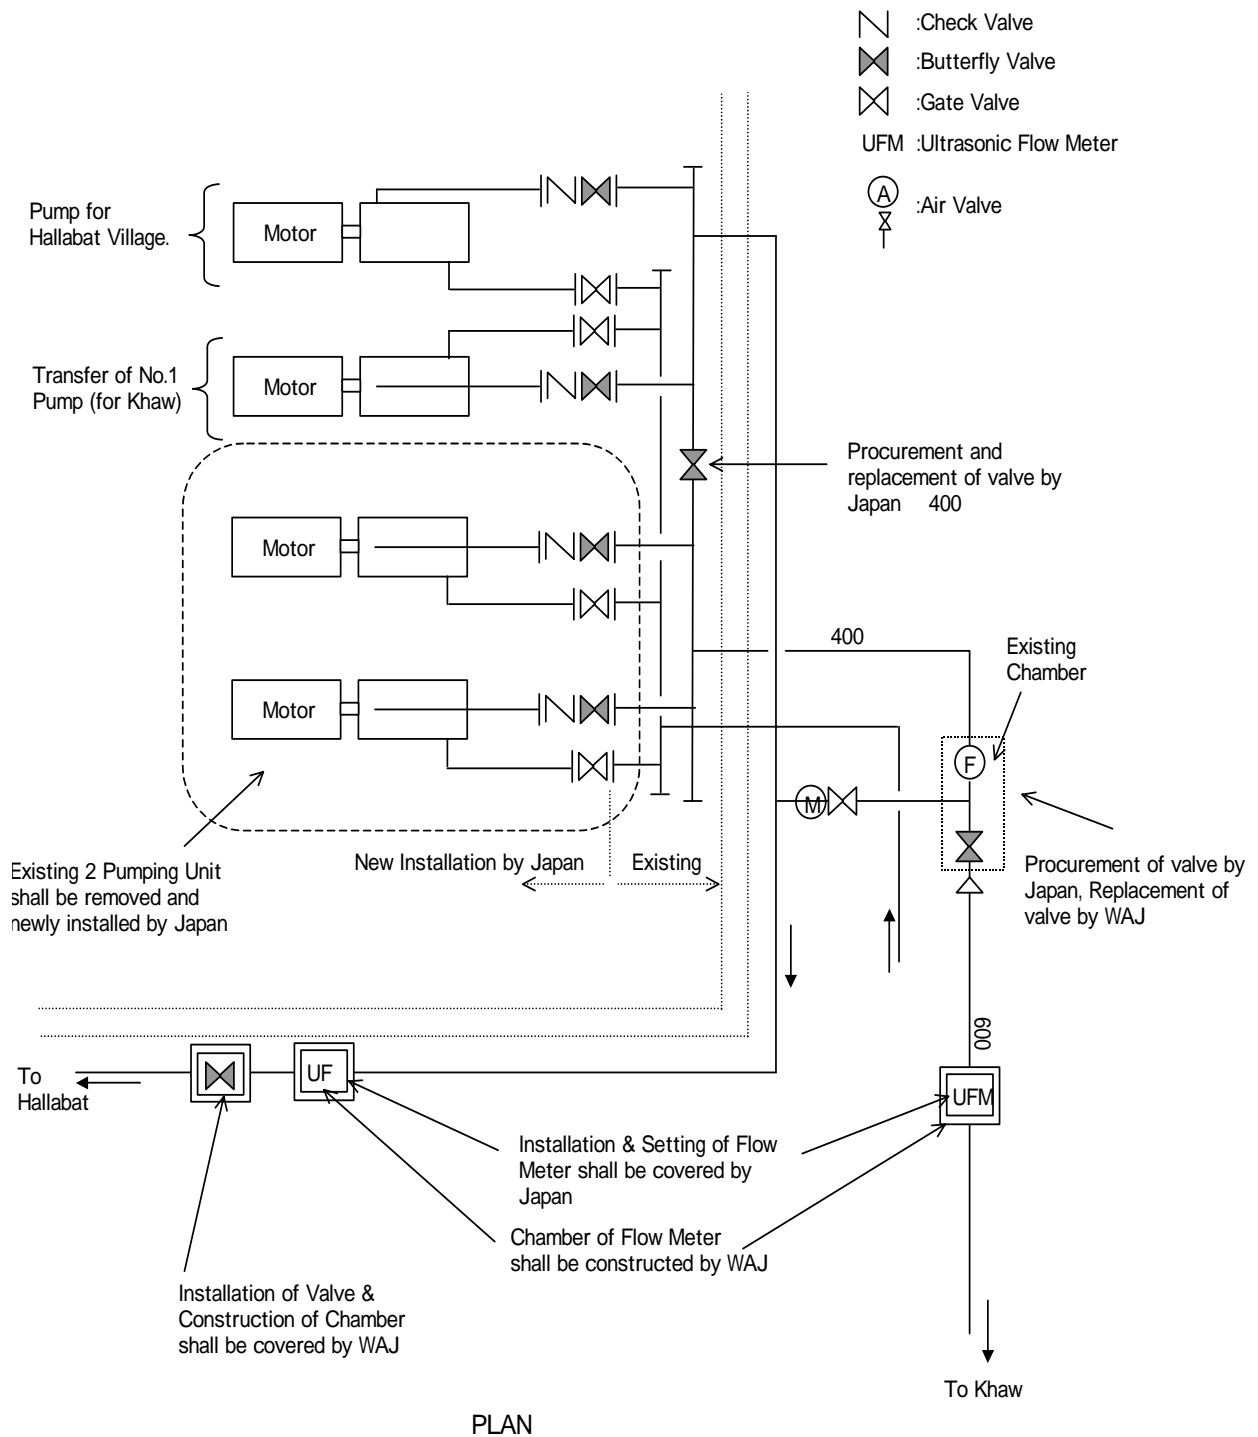 :Check Valve
:Butterfly Valve
:Gate Valve
UFM :Ultrasonic Flow Meter
A
:Air Valve
Pump for
Hallabat Village.
Motor
Transfer of No.1
Pump (for Khaw)
Motor
Procurement and
replacement of valve by
Japan 400
Motor
Motor
400
Existing
Chamber
F
M
Existing 2 Pumping Unit
shall be removed and
newly installed by Japan
New Installation by Japan
Existing
Procurement of valve by
Japan, Replacement of
valve by WAJ
600
To
Hallabat
UF
UFM
Installation & Setting of Flow
Meter shall be covered by
Japan
Chamber of Flow Meter
shall be constructed by WAJ
Installation of Valve &
Construction of Chamber
shall be covered by WAJ
To Khaw
PLAN